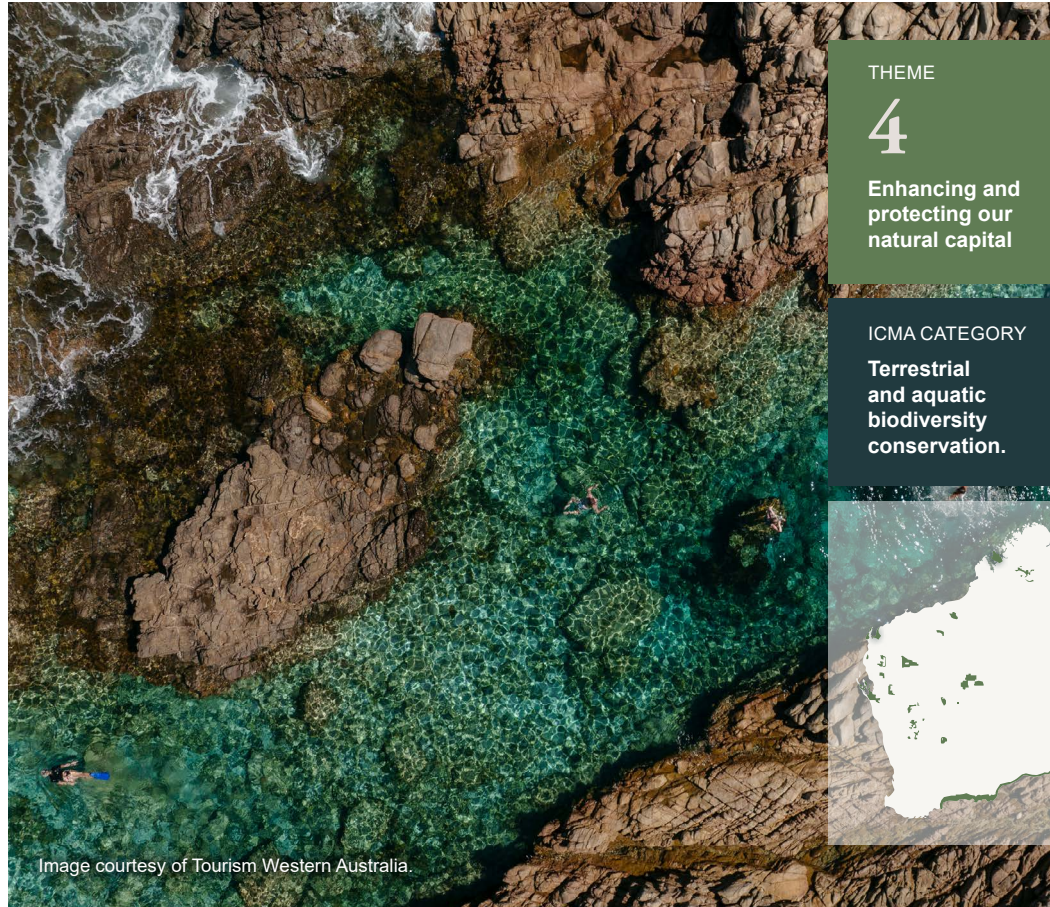 THEME
4
Enhancing and
protecting our
natural capital
ICMA CATEGORY
Terrestrial
and aquatic
biodiversity
conservation.
Image courtesy of Tourism Western Australia.